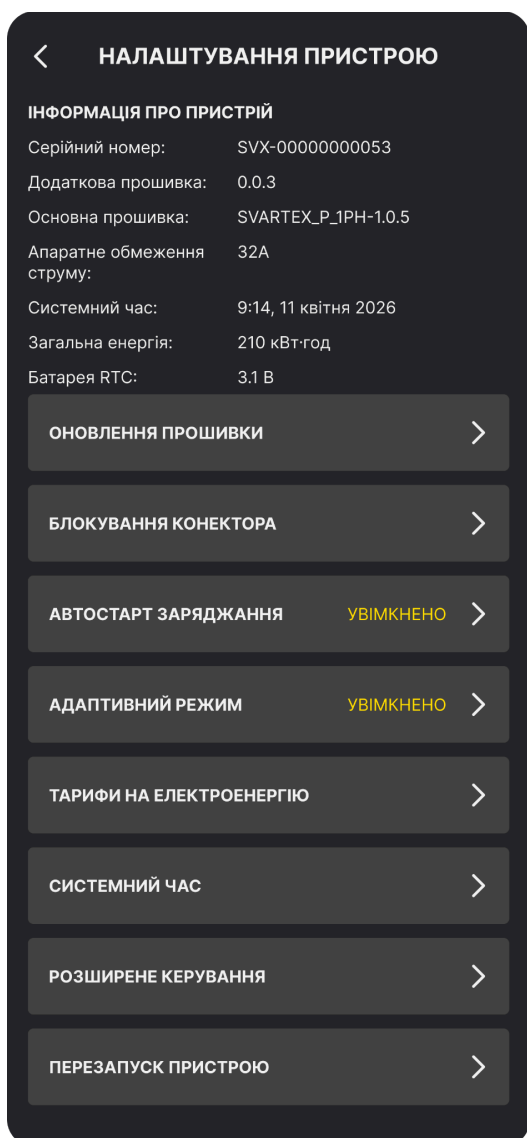 НАЛАШТУВАННЯ ПРИСТРОЮ
ІНФОРМАЦІЯ ПРО ПРИСТРІЙ
Серійний номер: SVX-00000000053
Додаткова прошивка: 0.0.3
Основна прошивка: SVARTEX_P_1PH-1.0.5
Апаратне обмеження 32A
струму:
Системний час: 9:14, 11 квітня 2026
Загальна енергія: 210 кВт·год
Батарея RTC: 3.1 В
ОНОВЛЕННЯ ПРОШИВКИ
БЛОКУВАННЯ КОНЕКТОРА
АВТОСТАРТ ЗАРЯДЖАННЯ УВІМКНЕНО
АДАПТИВНИЙ РЕЖИМ УВІМКНЕНО
ТАРИФИ НА ЕЛЕКТРОЕНЕРГІЮ
СИСТЕМНИЙ ЧАС
РОЗШИРЕНЕ КЕРУВАННЯ
ПЕРЕЗАПУСК ПРИСТРОЮ